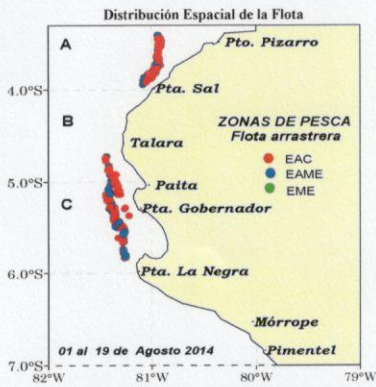 Distribución Espacial de la Flota
A
Pto. Pizarro
4.0°S
Pta. Sal
B
ZONAS DE PESCA
Flota arrastrera
Talara
EAC
5.0°S
Paita
EAME
C
Pta. Gobernador
EME
6.0°S
Pta. La Negra
Mórrope
01 al 19 de Agosto 2014
Pimentel
7.0°S
82°W 81°W 80°W 79°W